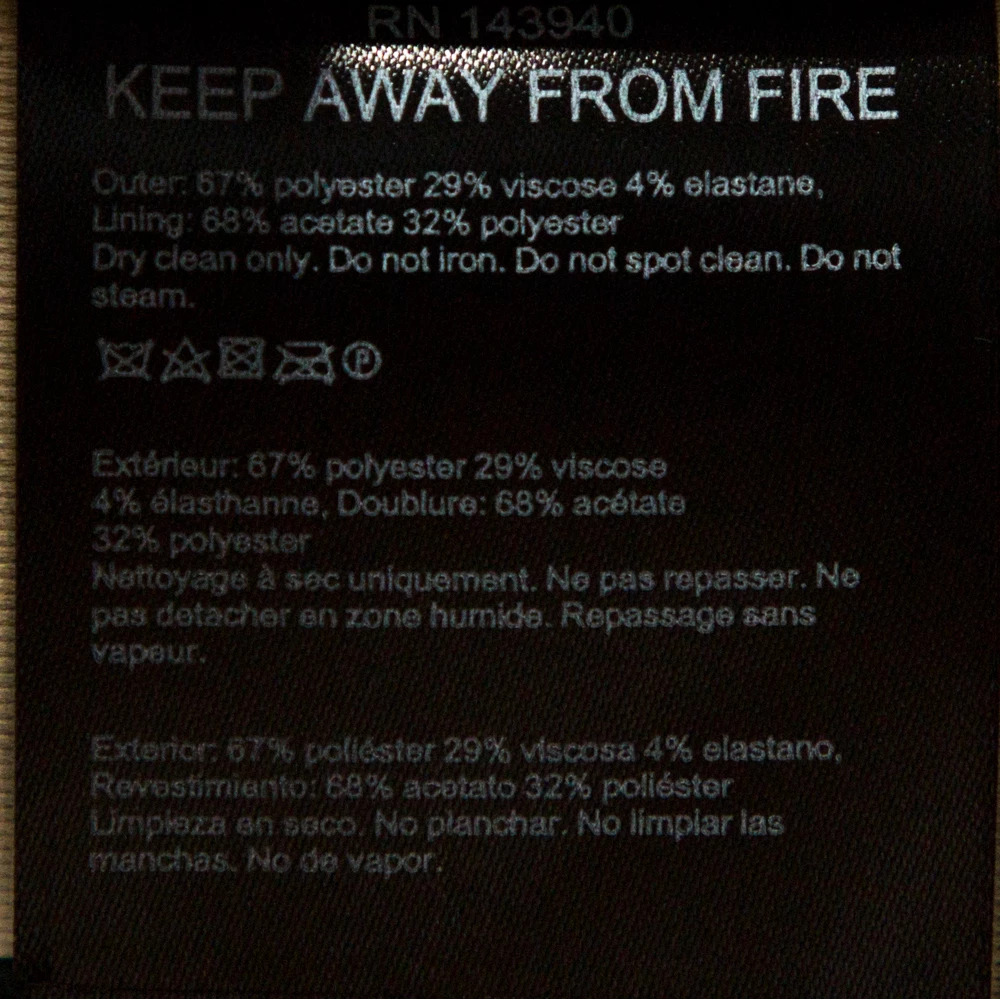 RN 143940
KEEP AWAY FROM FIRE
Outer: 67% polyester 29% viscose 4% elastane,
Lining: 68% acetate 32% polyester
Dry clean only. Do not iron. Do not spot clean. Do not
steam.
P
Extérieur: 67% polyester 29% viscose
4% élasthanne, Doublure: 68% acétate
32% polyester
Nettoyage à sec uniquement. Ne pas repasser. Ne
pas detacher en zone humide. Repassage sans
vapeur.
Exterior: 67% poliéster 29% viscosa 4% elastano,
Revestimiento: 68% acetato 32% poliéster
Limpieza en seco. No planchar. No limpiar las
manchas. No de vapor.